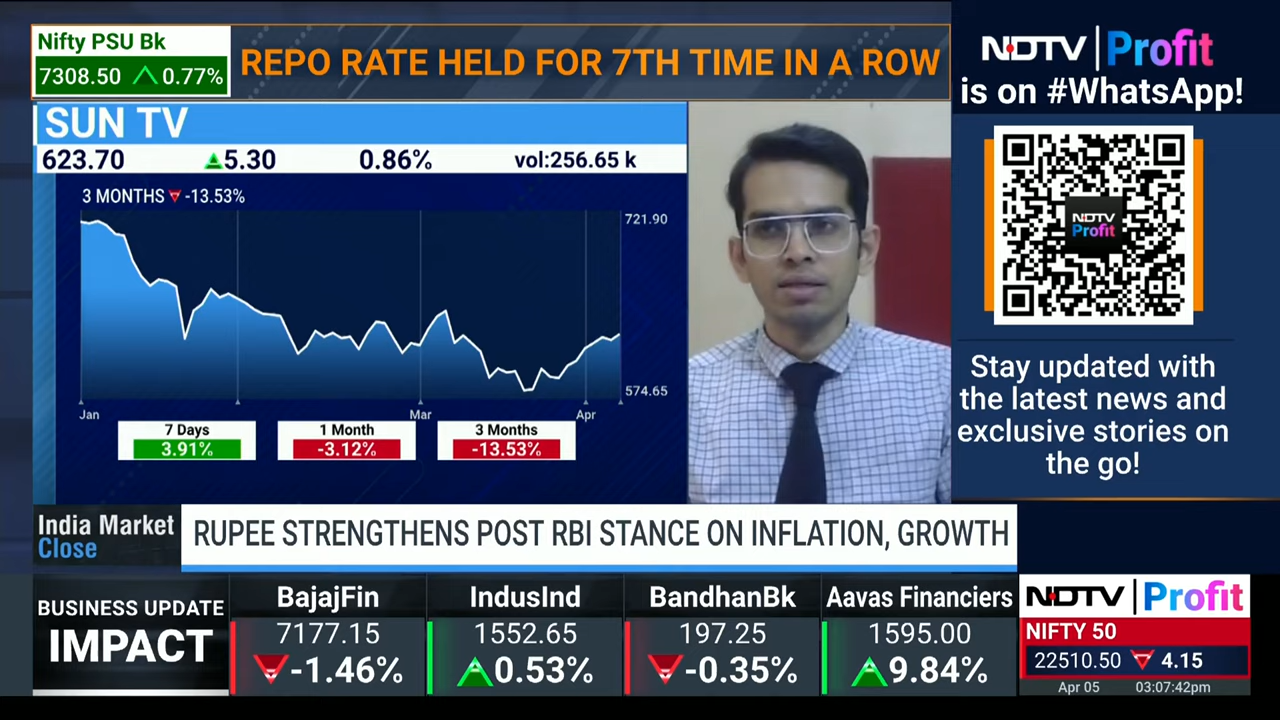 Nifty PSU Bk
7308.50 0.77%
REPO RATE HELD FOR 7TH TIME IN A ROW
SUN TV
623.70 5.30 0.86% vol:256.65 k
3 MONTHS -13.53%
721.90
574.65
Jan Mar Apr
7 Days 1 Month 3 Months
3.91% -3.12% -13.53%
NDTV Profit
is on #WhatsApp!
NDTV
Profit
Stay updated with
the latest news and
exclusive stories on
the go!
India Market
Close
RUPEE STRENGTHENS POST RBI STANCE ON INFLATION, GROWTH
BUSINESS UPDATE
IMPACT
BajajFin
7177.15
-1.46%
IndusInd
1552.65
0.53%
BandhanBk
197.25
-0.35%
Aavas Financiers
1595.00
9.84%
NDTV Profit
NIFTY 50
22510.50 4.15
Apr 05 03:07:42pm